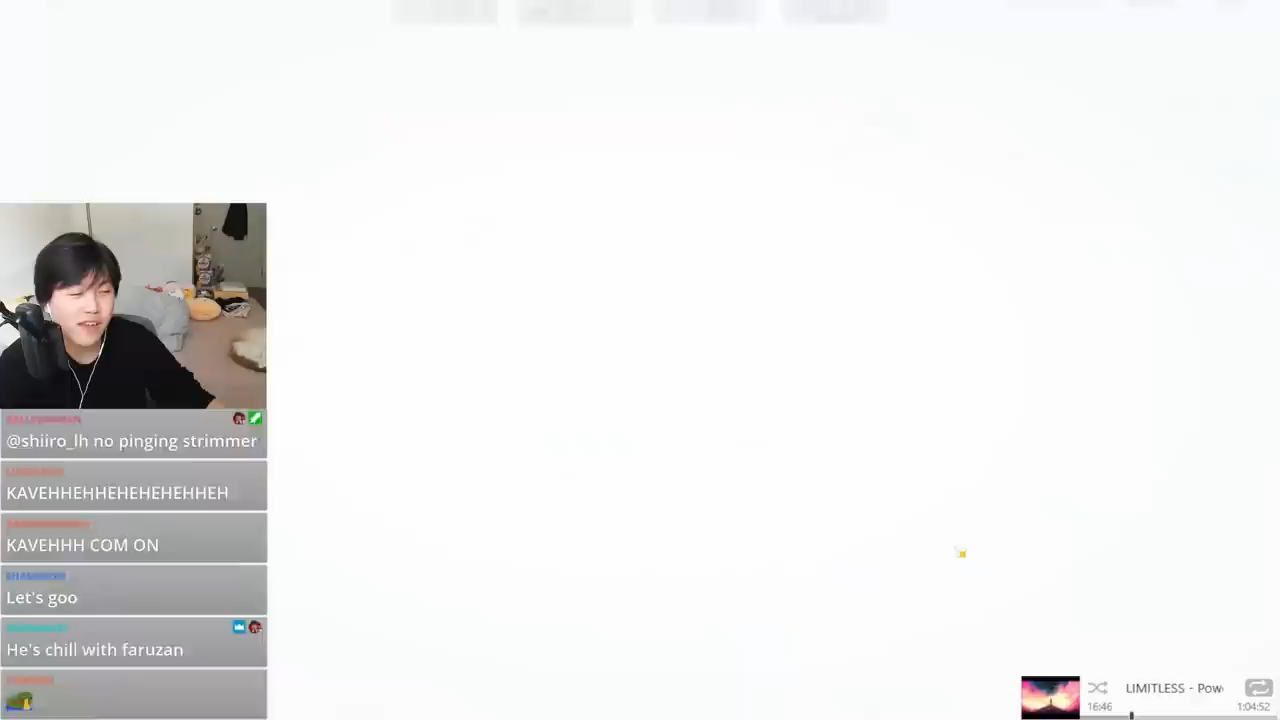 @shiiro_lh no pinging strimmer
KAVEHHEHHEHEHEHEHHEH
KAVEHHH COM ON
Let's goo
He's chill with faruzan
LIMITLESS - Pow
16:46
1:04:52